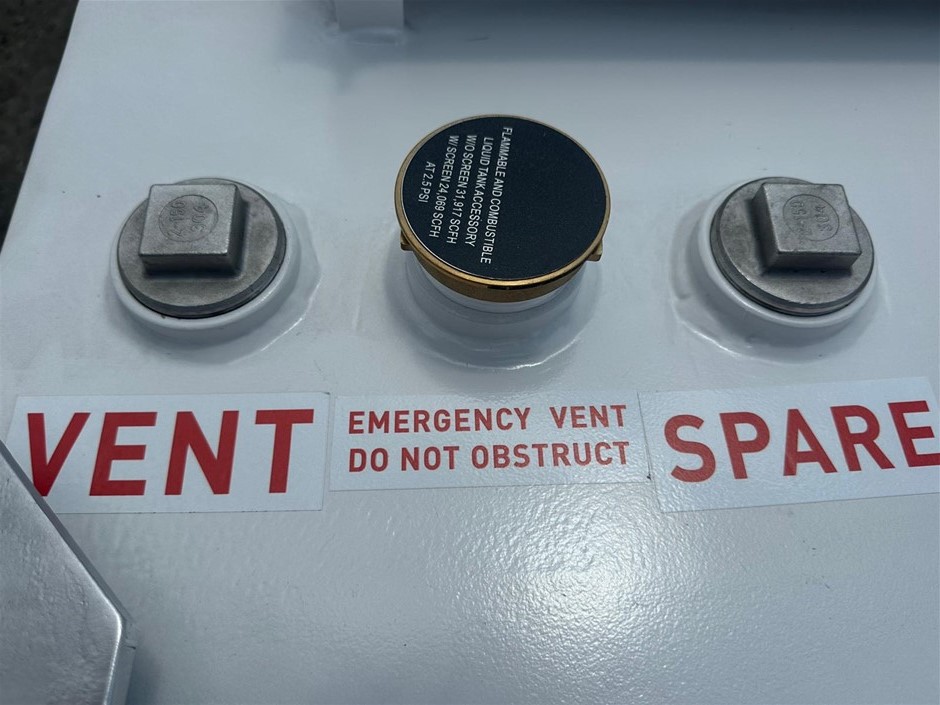 FLAMMABLE AND COMBUSTIBLE
LIQUID TANK ACCESSORY
W/O SCREEN 31,917 SCFH
W/ SCREEN 24,069 SCFH
AT 2.5 PSI
VENT
EMERGENCY VENT
DO NOT OBSTRUCT
SPARE